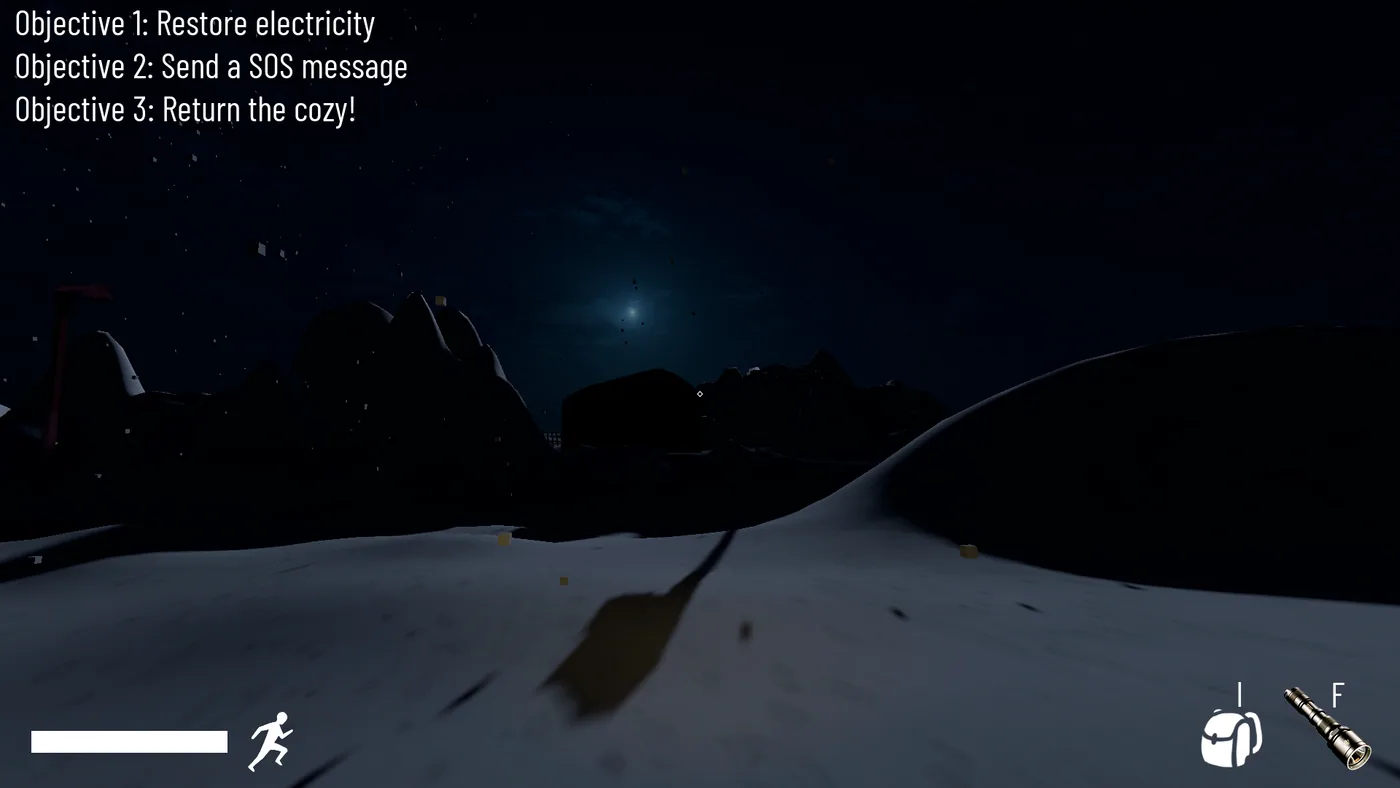 Objective 1: Restore electricity
Objective 2: Send a SOS message
Objective 3: Return the cozy!
I
F